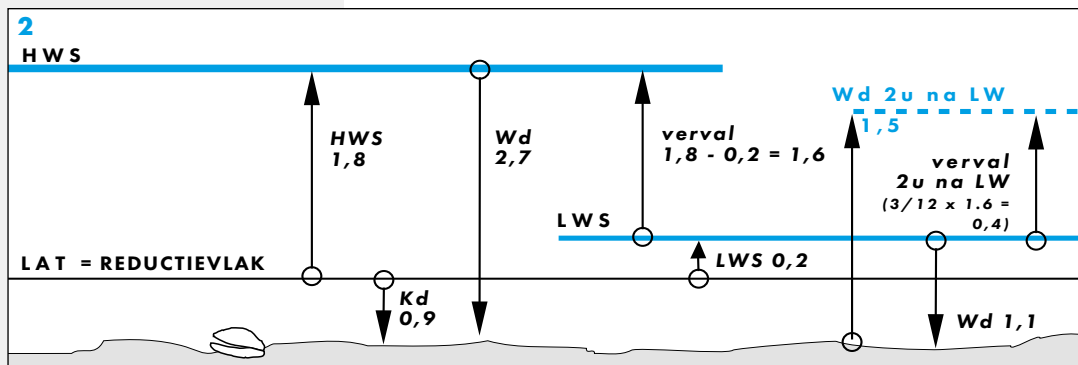 2
HWS
HWS
1,8
Wd
2,7
verval
1,8 - 0,2 = 1,6
Wd 2u na LW
1,5
verval
2u na LW
(3/12 x 1.6 =
0,4)
LWS
LAT = REDUCTIEVLAK
LWS 0,2
Kd
0,9
Wd 1,1